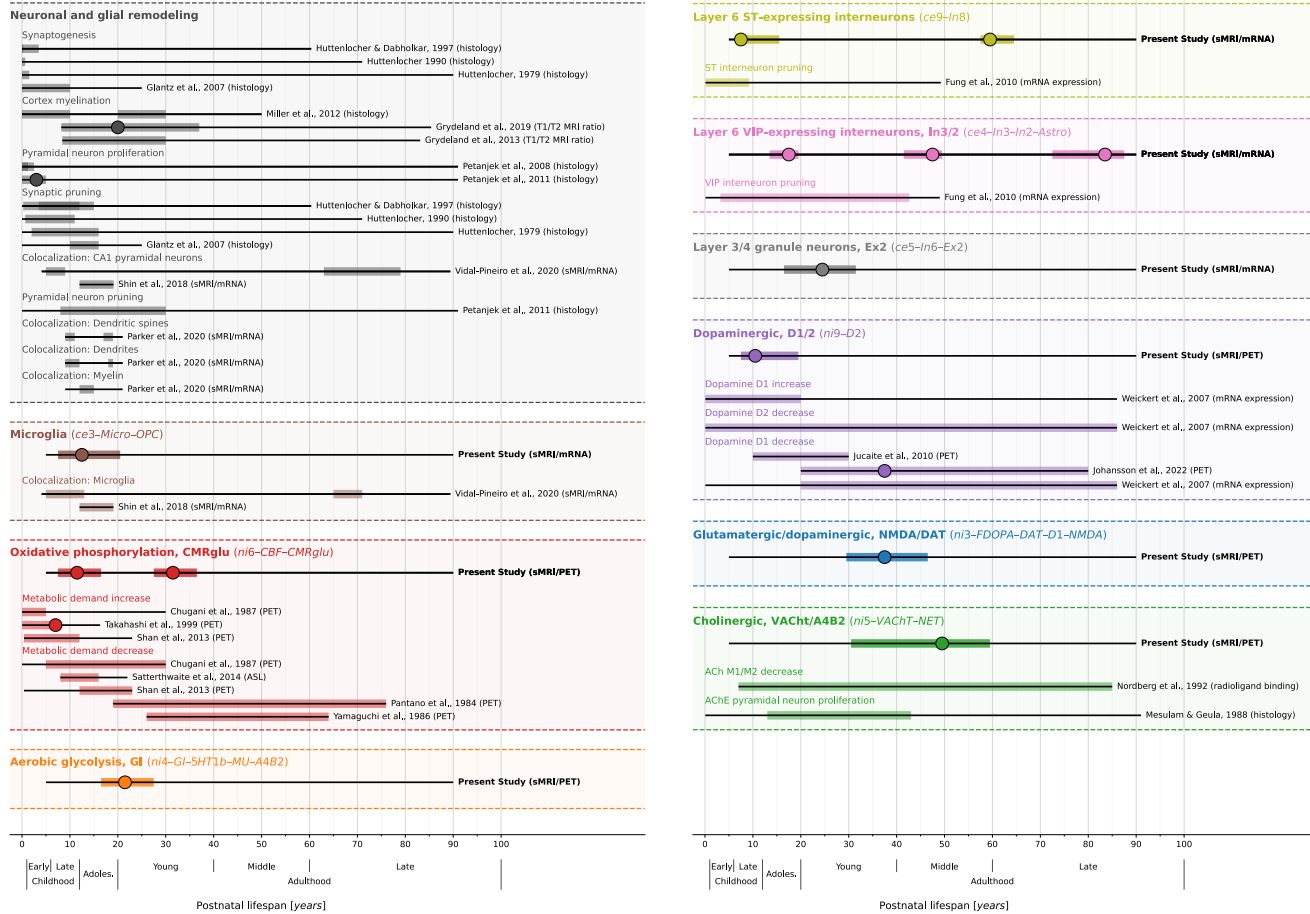 Neuronal and glial remodeling
Synaptogenesis
Huttenlocher & Dabholkar, 1997 (histology)
Huttenlocher 1990 (histology)
Huttenlocher, 1979 (histology)
Glantz et al., 2007 (histology)
Cortex myelination
Miller et al., 2012 (histology)
Grydeland et al., 2019 (T1/T2 MRI ratio)
Grydeland et al., 2013 (T1/T2 MRI ratio)
Pyramidal neuron proliferation
Petanjek et al., 2008 (histology)
Petanjek et al., 2011 (histology)
Synaptic pruning
Huttenlocher & Dabholkar, 1997 (histology)
Huttenlocher, 1990 (histology)
Huttenlocher, 1979 (histology)
Glantz et al., 2007 (histology)
Colocalization: CA1 pyramidal neurons
Vidal-Pineiro et al., 2020 (sMRI/mRNA)
Shin et al., 2018 (sMRI/mRNA)
Pyramidal neuron pruning
Petanjek et al., 2011 (histology)
Colocalization: Dendritic spines
Parker et al., 2020 (sMRI/mRNA)
Colocalization: Dendrites
Parker et al., 2020 (sMRI/mRNA)
Colocalization: Myelin
Parker et al., 2020 (sMRI/mRNA)
Microglia (ce3–Micro–OPC)
Present Study (sMRI/mRNA)
Colocalization: Microglia
Vidal-Pineiro et al., 2020 (sMRI/mRNA)
Shin et al., 2018 (sMRI/mRNA)
Oxidative phosphorylation, CMRglu (ni6–CBF–CMRglu)
Present Study (sMRI/PET)
Metabolic demand increase
Chugani et al., 1987 (PET)
Takahashi et al., 1999 (PET)
Shan et al., 2013 (PET)
Metabolic demand decrease
Chugani et al., 1987 (PET)
Satterthwaite et al., 2014 (ASL)
Shan et al., 2013 (PET)
Pantano et al., 1984 (PET)
Yamaguchi et al., 1986 (PET)
Aerobic glycolysis, GI (ni4–GI–5HT1b–MU–A4B2)
Present Study (sMRI/PET)
0 10 20 30 40 50 60 70 80 90 100
Early Late Young Middle Late
Adoles.
Childhood Adulthood
Postnatal lifespan [years]
Layer 6 ST-expressing interneurons (ce9–In8)
Present Study (sMRI/mRNA)
ST interneuron pruning
Fung et al., 2010 (mRNA expression)
Layer 6 VIP-expressing interneurons, In3/2 (ce4–In3–In2–Astro)
Present Study (sMRI/mRNA)
VIP interneuron pruning
Fung et al., 2010 (mRNA expression)
Layer 3/4 granule neurons, Ex2 (ce5–In6–Ex2)
Present Study (sMRI/mRNA)
Dopaminergic, D1/2 (ni9–D2)
Present Study (sMRI/PET)
Dopamine D1 increase
Weickert et al., 2007 (mRNA expression)
Dopamine D2 decrease
Weickert et al., 2007 (mRNA expression)
Dopamine D1 decrease
Jucaite et al., 2010 (PET)
Johansson et al., 2022 (PET)
Weickert et al., 2007 (mRNA expression)
Glutamatergic/dopaminergic, NMDA/DAT (ni3–FDOPA–DAT–D1–NMDA)
Present Study (sMRI/PET)
Cholinergic, VACht/A4B2 (ni5–VAChT–NET)
Present Study (sMRI/PET)
ACh M1/M2 decrease
Nordberg et al., 1992 (radioligand binding)
AChE pyramidal neuron proliferation
Mesulam & Geula, 1988 (histology)
0 10 20 30 40 50 60 70 80 90 100
Early Late Young Middle Late
Adoles.
Childhood Adulthood
Postnatal lifespan [years]